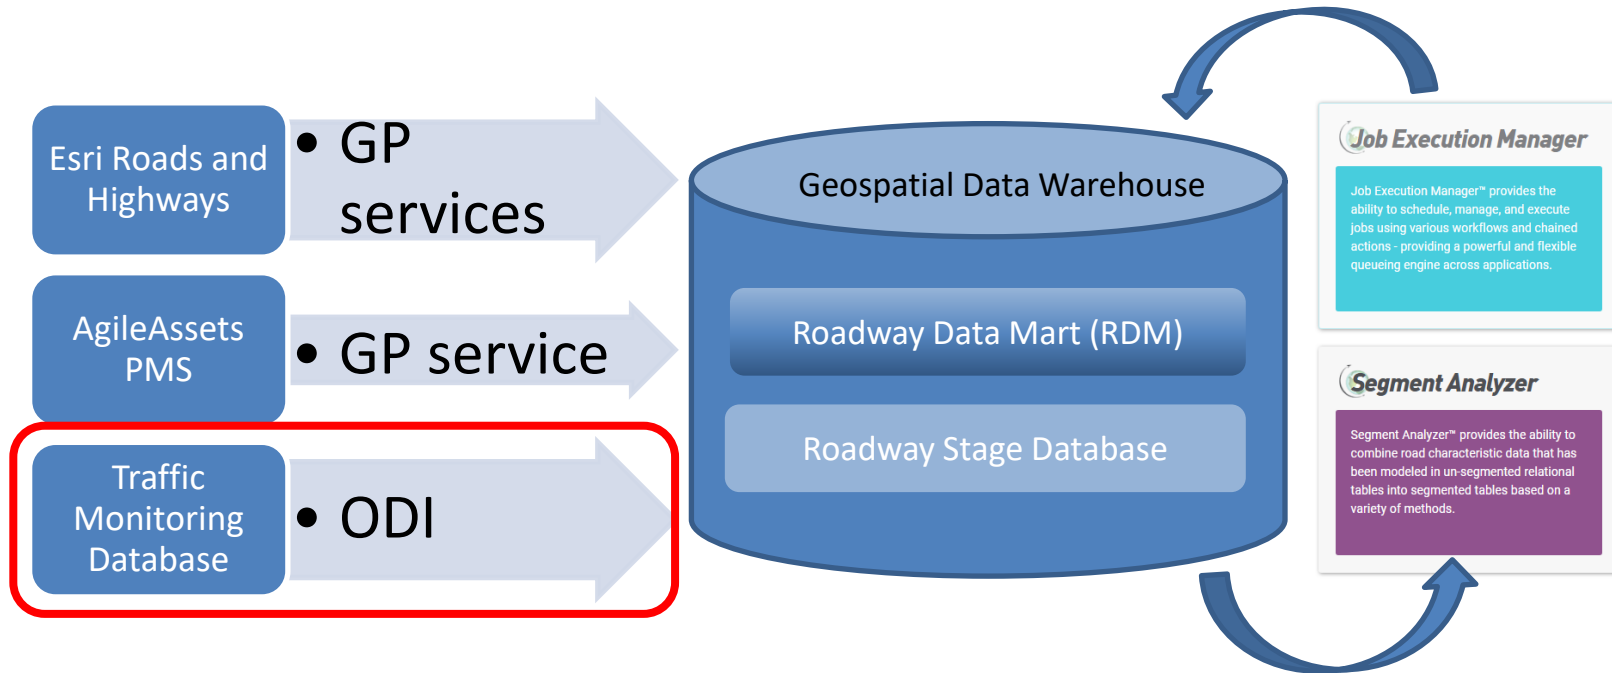 Esri Roads and
Highways
• GP
services
AgileAssets
PMS
• GP service
Traffic
Monitoring
Database
• ODI
Geospatial Data Warehouse
Roadway Data Mart (RDM)
Roadway Stage Database
Job Execution Manager
Job Execution Manager™ provides the
ability to schedule, manage, and execute
jobs using various workflows and chained
actions - providing a powerful and flexible
queueing engine across applications.
Segment Analyzer
Segment Analyzer™ provides the ability to
combine road characteristic data that has
been modeled in un-segmented relational
tables into segmented tables based on a
variety of methods.